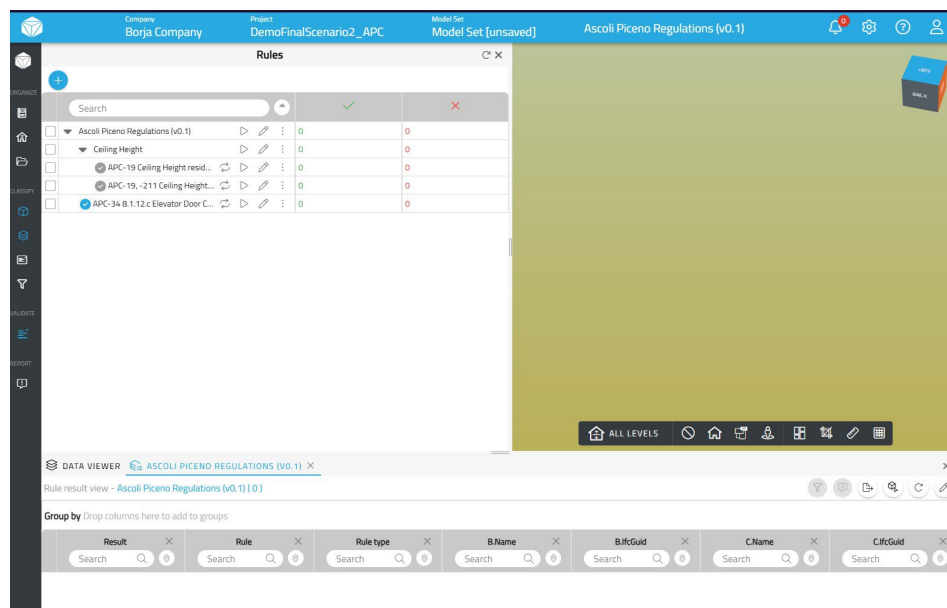 Company
Borja Company
Project
DemoFinalScenario2_APC
Model Set
Model Set [unsaved]
Ascoli Piceno Regulations (v0.1)
0
Rules
ORGANIZE
CLASSIFY
VALIDATE
REPORT
Search
Ascoli Piceno Regulations (v0.1) 0 0
Ceiling Height 0 0
APC-19 Ceiling Height resid... 0 0
APC-19, -211 Ceiling Height... 0 0
APC-34 8.1.12.c Elevator Door C... 0 0
ALL LEVELS
DATA VIEWER ASCOLI PICENO REGULATIONS (V0.1)
Rule result view - Ascoli Piceno Regulations (v0.1) ( 0 )
Group by Drop columns here to add to groups
Result Rule Rule type B.Name B.IfcGuid C.Name C.IfcGuid
Search Search Search Search Search Search Search